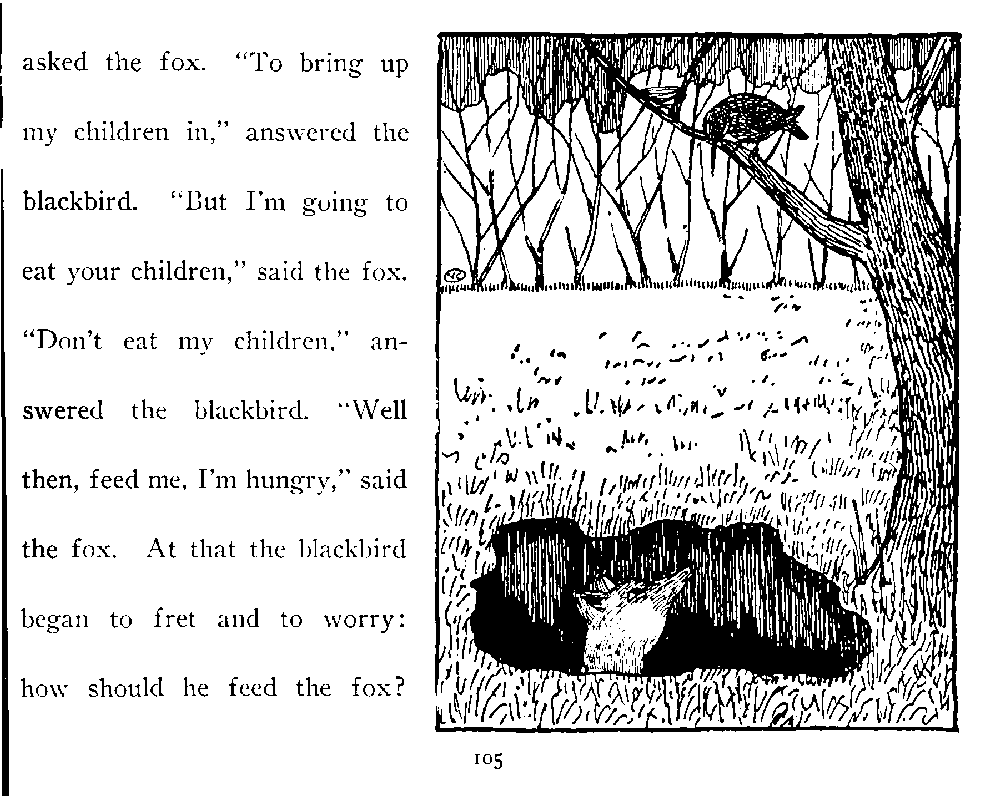 asked the fox. “To bring up
my children in,” answered the
blackbird. “But I’m going to
eat your children,” said the fox.
“Don’t eat my children,” an-
swered the blackbird. “Well
then, feed me, I’m hungry,” said
the fox. At that the blackbird
began to fret and to worry:
how should he feed the fox?
105